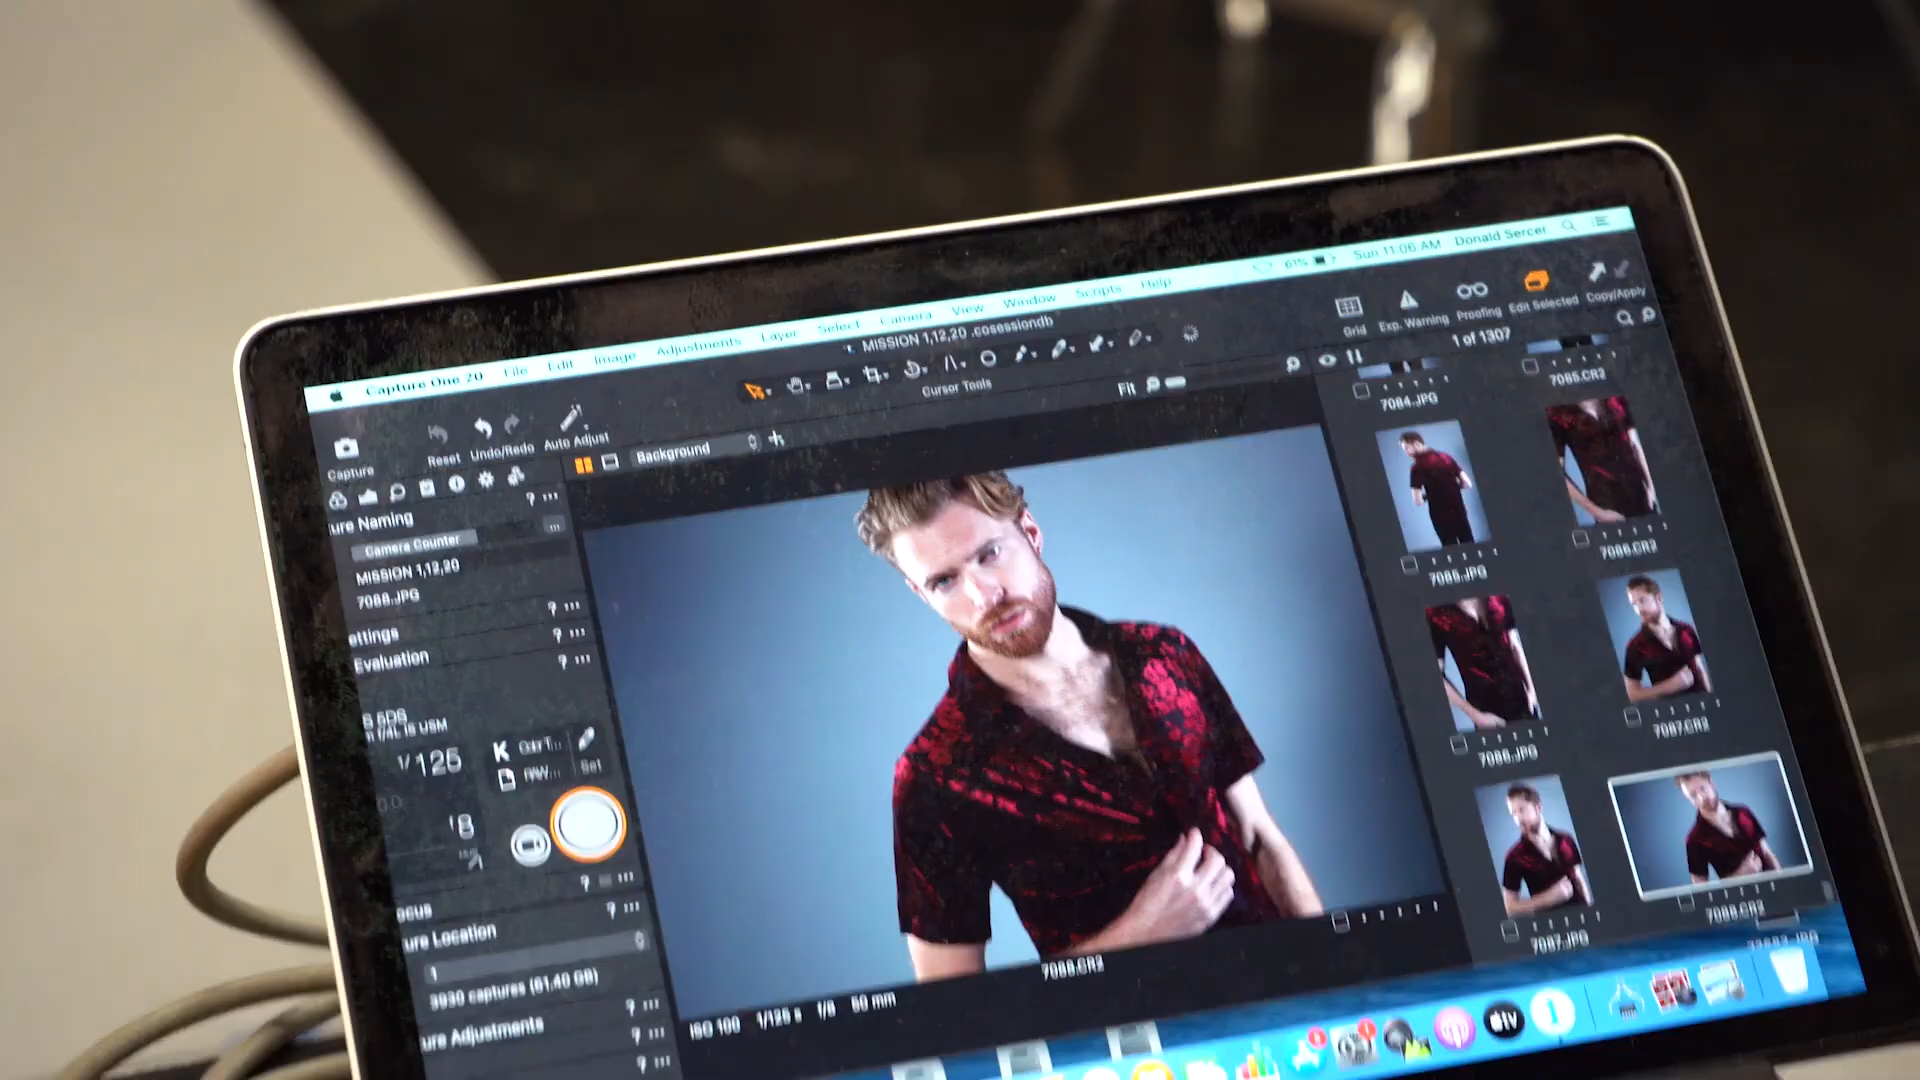 Capture One 20 File Edit Image Adjustments Layer Select Camera View Window Scripts Help 61% Sun 11:06 AM Donald Sercer
MISSION 1,12,20 .cosessiondb
Capture Reset Undo/Redo Auto Adjust Cursor Tools Grid Exp. Warning Proofing Edit Selected Copy/Apply
Background
Fit
1 of 1307
ure Naming
Camera Counter
MISSION 1,12,20
7088.JPG
ettings
Evaluation
S 5DS
1/125
Set
ocus
ure Location
1
3930 captures (61,40 GB)
ure Adjustments
7088.CR2
ISO 100 1/125 s f/8 50 mm
7084.JPG
7085.CR2
7085.JPG
7086.CR2
7086.JPG
7087.CR2
7087.JPG
7088.CR2
tv